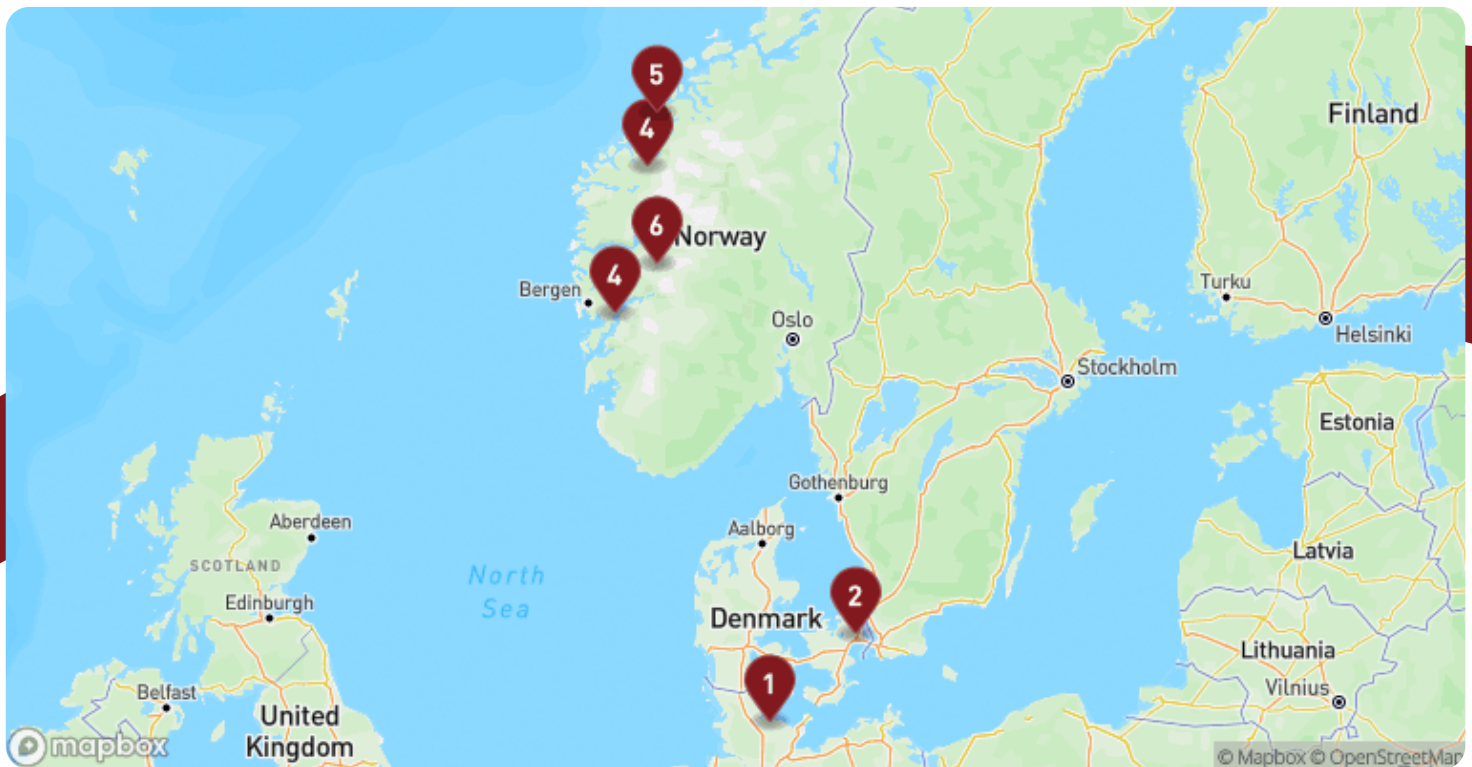 5
Finland
4
6
Norway
4
Turku
Bergen
Oslo
Helsinki
Stockholm
Estonia
Gothenburg
Aberdeen
Aalborg
Latvia
SCOTLAND
North
Sea
2
Edinburgh
Denmark
Lithuania
1
Vilnius
Belfast
United
Kingdom
mapbox
© Mapbox © OpenStreetMap